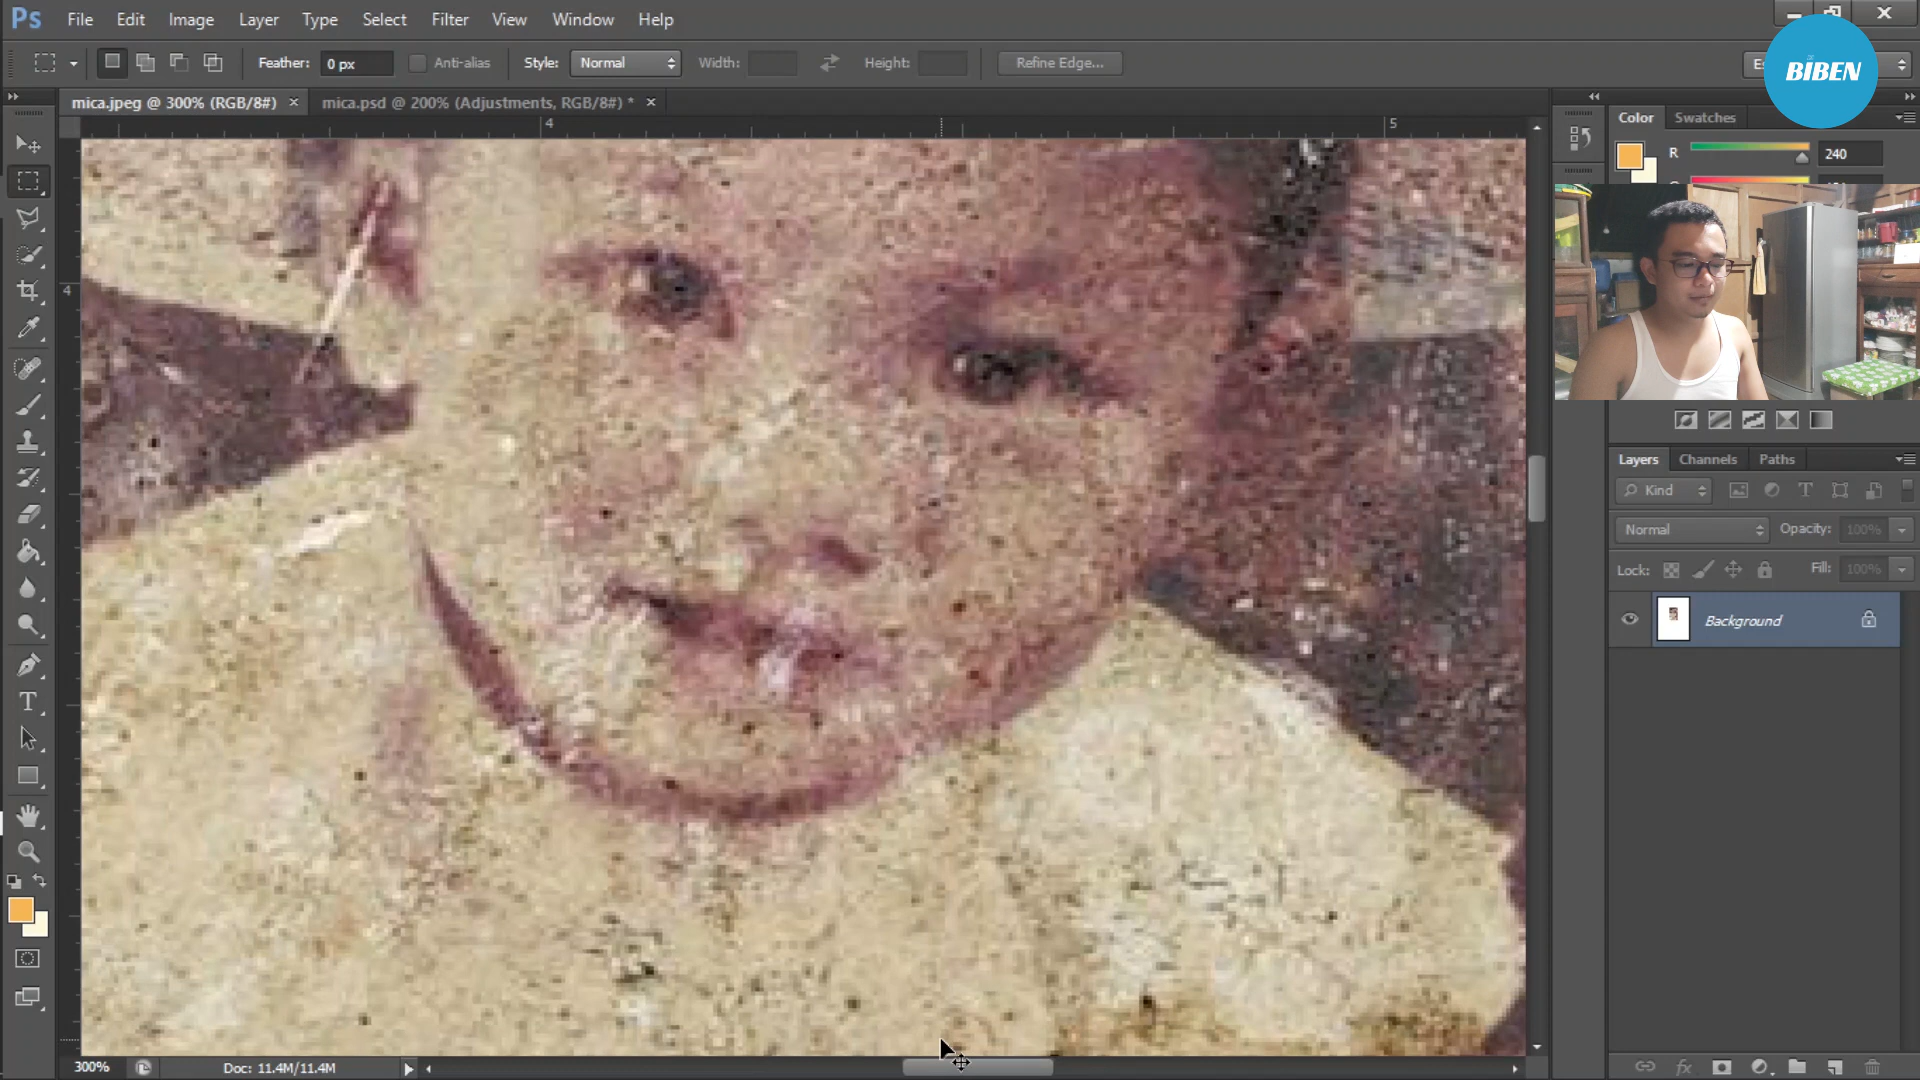 Ps File Edit Image Layer Type Select Filter View Window Help
Feather: 0 px Anti-alias Style: Normal Width: Height: Refine Edge...
BIBEN
mica.jpeg @ 300% (RGB/8#) × mica.psd @ 200% (Adjustments, RGB/8#) * ×
Color Swatches
4 5
R 240
4
Layers Channels Paths
Kind
Normal Opacity: 100%
Lock: Fill: 100%
Background
300% Doc: 11.4M/11.4M